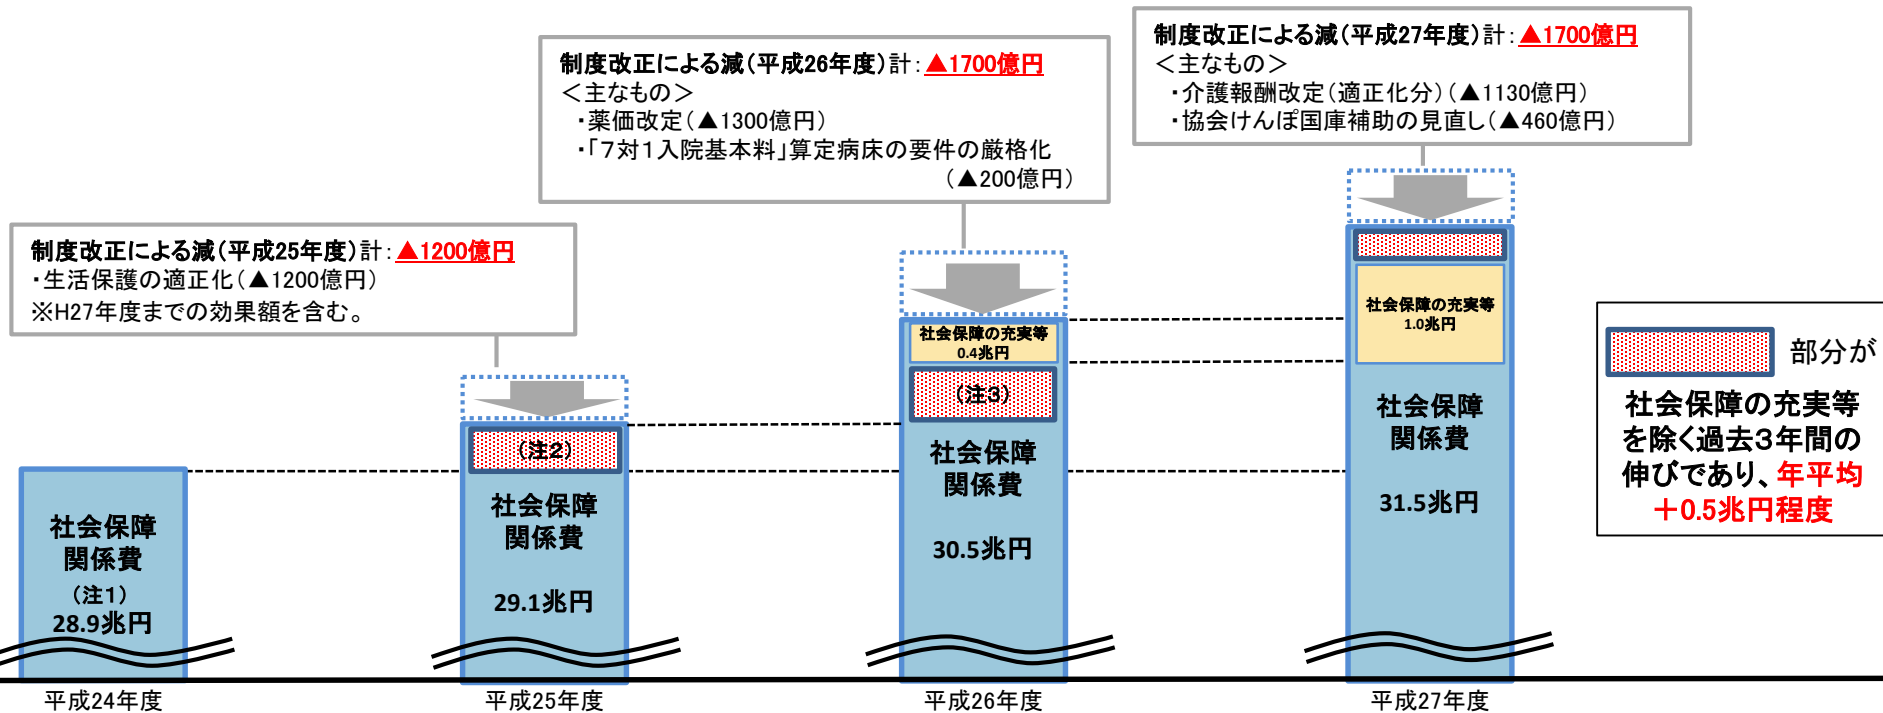 制度改正による減(平成27年度)計:▲1700億円
＜主なもの＞
・介護報酬改定(適正化分)(▲1130億円)
・協会けんぽ国庫補助の見直し(▲460億円)
制度改正による減(平成26年度)計:▲1700億円
＜主なもの＞
・薬価改定(▲1300億円)
・「７対１入院基本料」算定病床の要件の厳格化
(▲200億円)
制度改正による減(平成25年度)計:▲1200億円
・生活保護の適正化(▲1200億円)
※H27年度までの効果額を含む。
社会保障
関係費
(注１)
28.9兆円
平成24年度
(注２)
社会保障
関係費
29.1兆円
平成25年度
社会保障の充実等
0.4兆円
(注３)
社会保障
関係費
30.5兆円
平成26年度
社会保障の充実等
1.0兆円
社会保障
関係費
31.5兆円
平成27年度
部分が
社会保障の充実等
を除く過去３年間の
伸びであり、年平均
＋0.5兆円程度